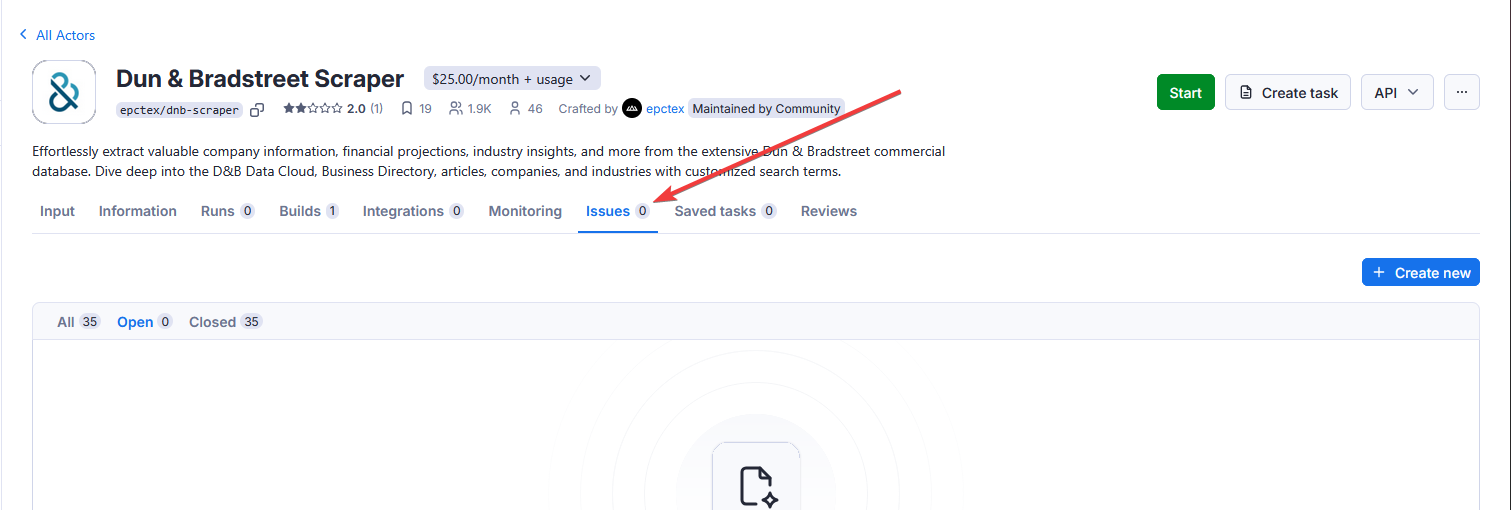 All Actors
Dun & Bradstreet Scraper $25.00/month + usage
Start Create task API
epctex/dnb-scraper 2.0 (1) 19 1.9K 46 Crafted by epctex Maintained by Community
Effortlessly extract valuable company information, financial projections, industry insights, and more from the extensive Dun & Bradstreet commercial
database. Dive deep into the D&B Data Cloud, Business Directory, articles, companies, and industries with customized search terms.
Input Information Runs 0 Builds 1 Integrations 0 Monitoring Issues 0 Saved tasks 0 Reviews
+ Create new
All 35 Open 0 Closed 35